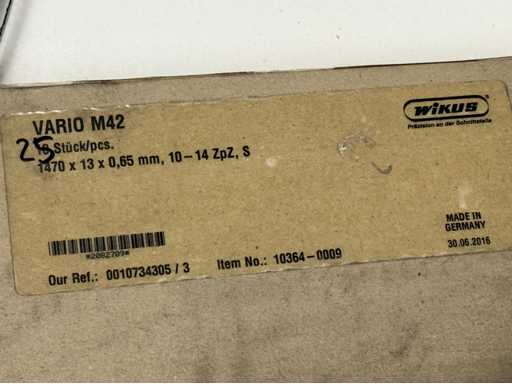 WIKUS
Präzision an der Schnittstelle
VARIO M42
25 Stück/pcs.
1470 x 13 x 0,65 mm, 10-14 ZpZ, S
MADE IN
GERMANY
30.06.2016
*2082789*
Our Ref.: 0010734305 / 3 Item No.: 10364-0009